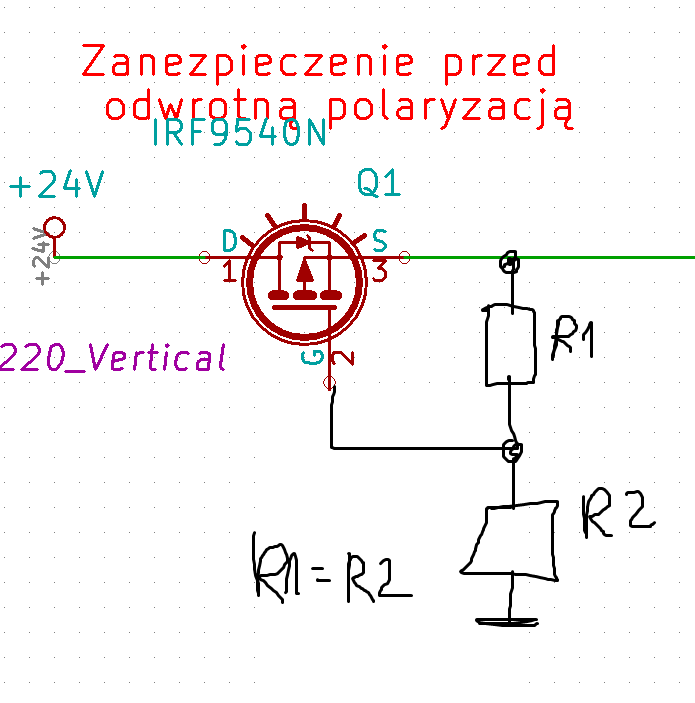 Zanezpieczenie przed
odwrotną polaryzacją
IRF9540N
+24V
Q1
+24V
D
S
1
3
G
2
220_Vertical
R1
R2
R1=R2